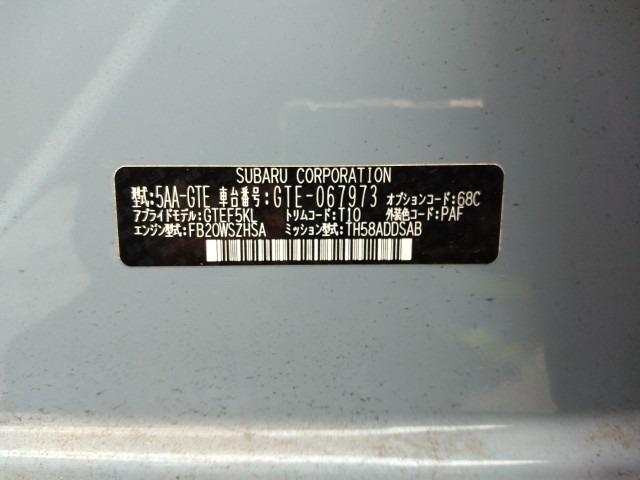 SUBARU CORPORATION
型式:5AA-GTE 車台番号:GTE-067973 オプションコード:68C
アプライドモデル:GTEF5KL トリムコード:T10 外装色コード:PAF
エンジン型式:FB20WSZHSA ミッション型式:TH58ADDSAB